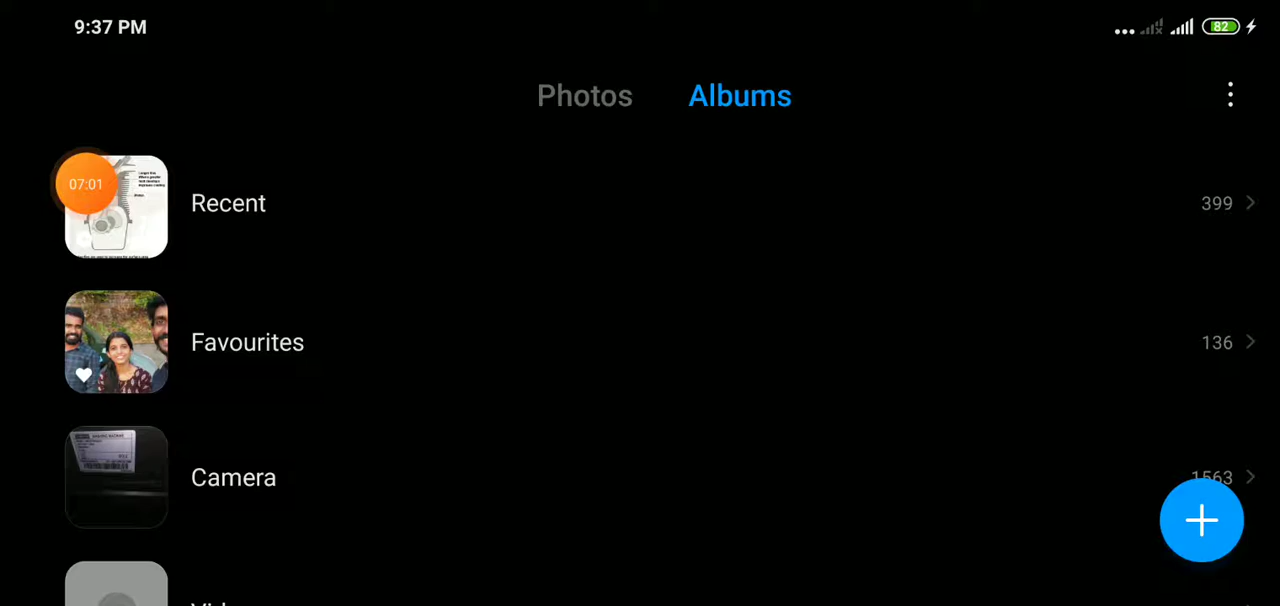 9:37 PM
82
Photos
Albums
07:01
Recent
399
Favourites
136
Camera
1563